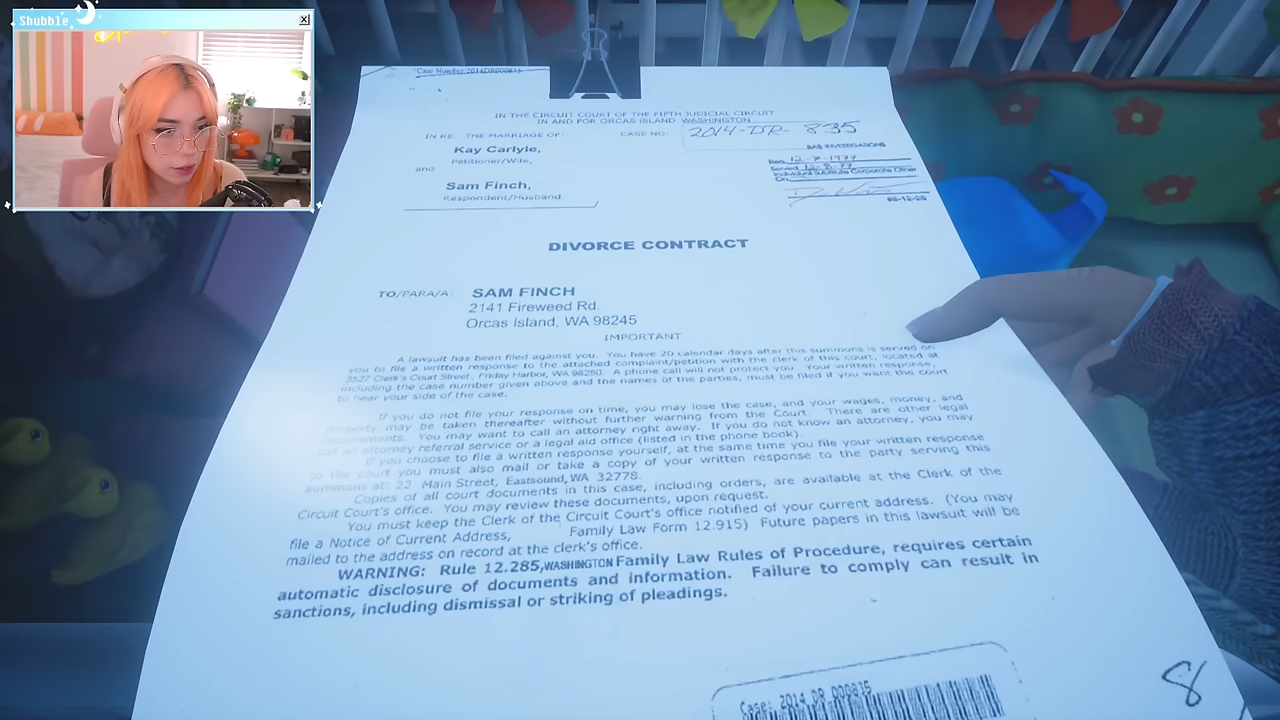 Shubble
Case Number:2014DR000835
IN THE CIRCUIT COURT OF THE FIFTH JUDICIAL CIRCUIT
IN AND FOR ORCAS ISLAND, WASHINGTON
IN RE: THE MARRIAGE OF:
CASE NO:
2014-DR-835
Kay Carlyle,
Petitioner/Wife,
and
Sam Finch,
Respondent/Husband.
BAS INVESTIGATIONS
Rec. 12-7-1977
Served
Individual Substitute Corporate Other
On
DIVORCE CONTRACT
TO/PARA/A:
SAM FINCH
2141 Fireweed Rd.
Orcas Island, WA 98245
IMPORTANT
A lawsuit has been filed against you. You have 20 calendar days after this summons is served on
you to file a written response to the attached complaint/petition with the clerk of this court, located at
3527 Clerk's Court Street, Friday Harbor, WA 98250. A phone call will not protect you. Your written response,
including the case number given above and the names of the parties, must be filed if you want the court
to hear your side of the case.
If you do not file your response on time, you may lose the case, and your wages, money, and
property may be taken thereafter without further warning from the Court. There are other legal
requirements. You may want to call an attorney right away. If you do not know an attorney, you may
call an attorney referral service or a legal aid office (listed in the phone book).
If you choose to file a written response yourself, at the same time you file your written response
to the court you must also mail or take a copy of your written response to the party serving this
summons at: 22 Main Street, Eastsound, WA 32778.
Copies of all court documents in this case, including orders, are available at the Clerk of the
Circuit Court's office. You may review these documents, upon request.
You must keep the Clerk of the Circuit Court's office notified of your current address. (You may
file a Notice of Current Address, Family Law Form 12.915) Future papers in this lawsuit will be
mailed to the address on record at the clerk's office.
WARNING: Rule 12.285, WASHINGTON Family Law Rules of Procedure, requires certain
automatic disclosure of documents and information. Failure to comply can result in
sanctions, including dismissal or striking of pleadings.
Case: 2014 DR 000835
8